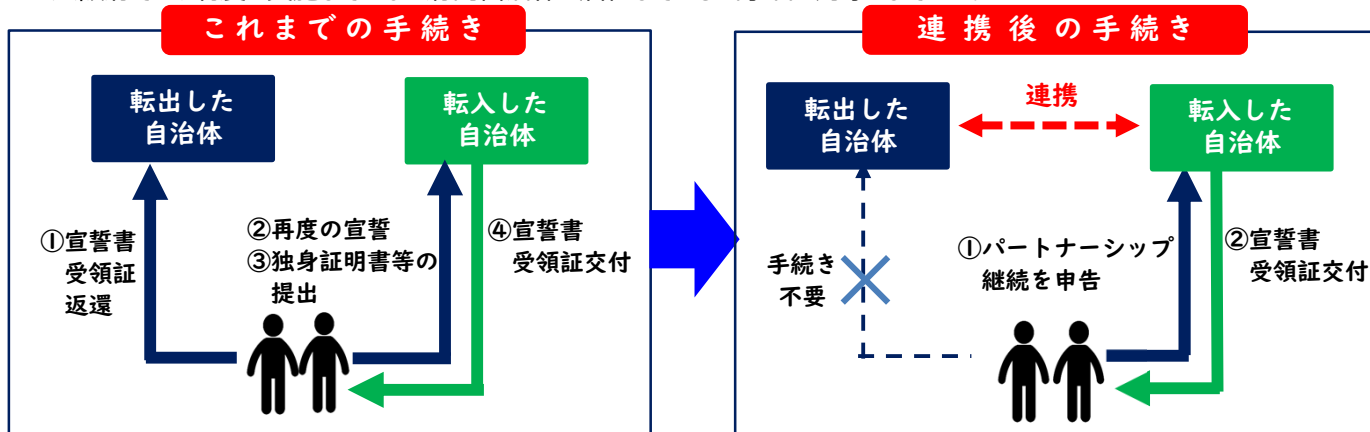 これまでの手続き
転出した
自治体
転入した
自治体
①宣誓書
受領証
返還
②再度の宣誓
③独身証明書等の
提出
④宣誓書
受領証交付
連携後の手続き
転出した
自治体
連携
転入した
自治体
手続き
不要
①パートナーシップ
継続を申告
②宣誓書
受領証交付